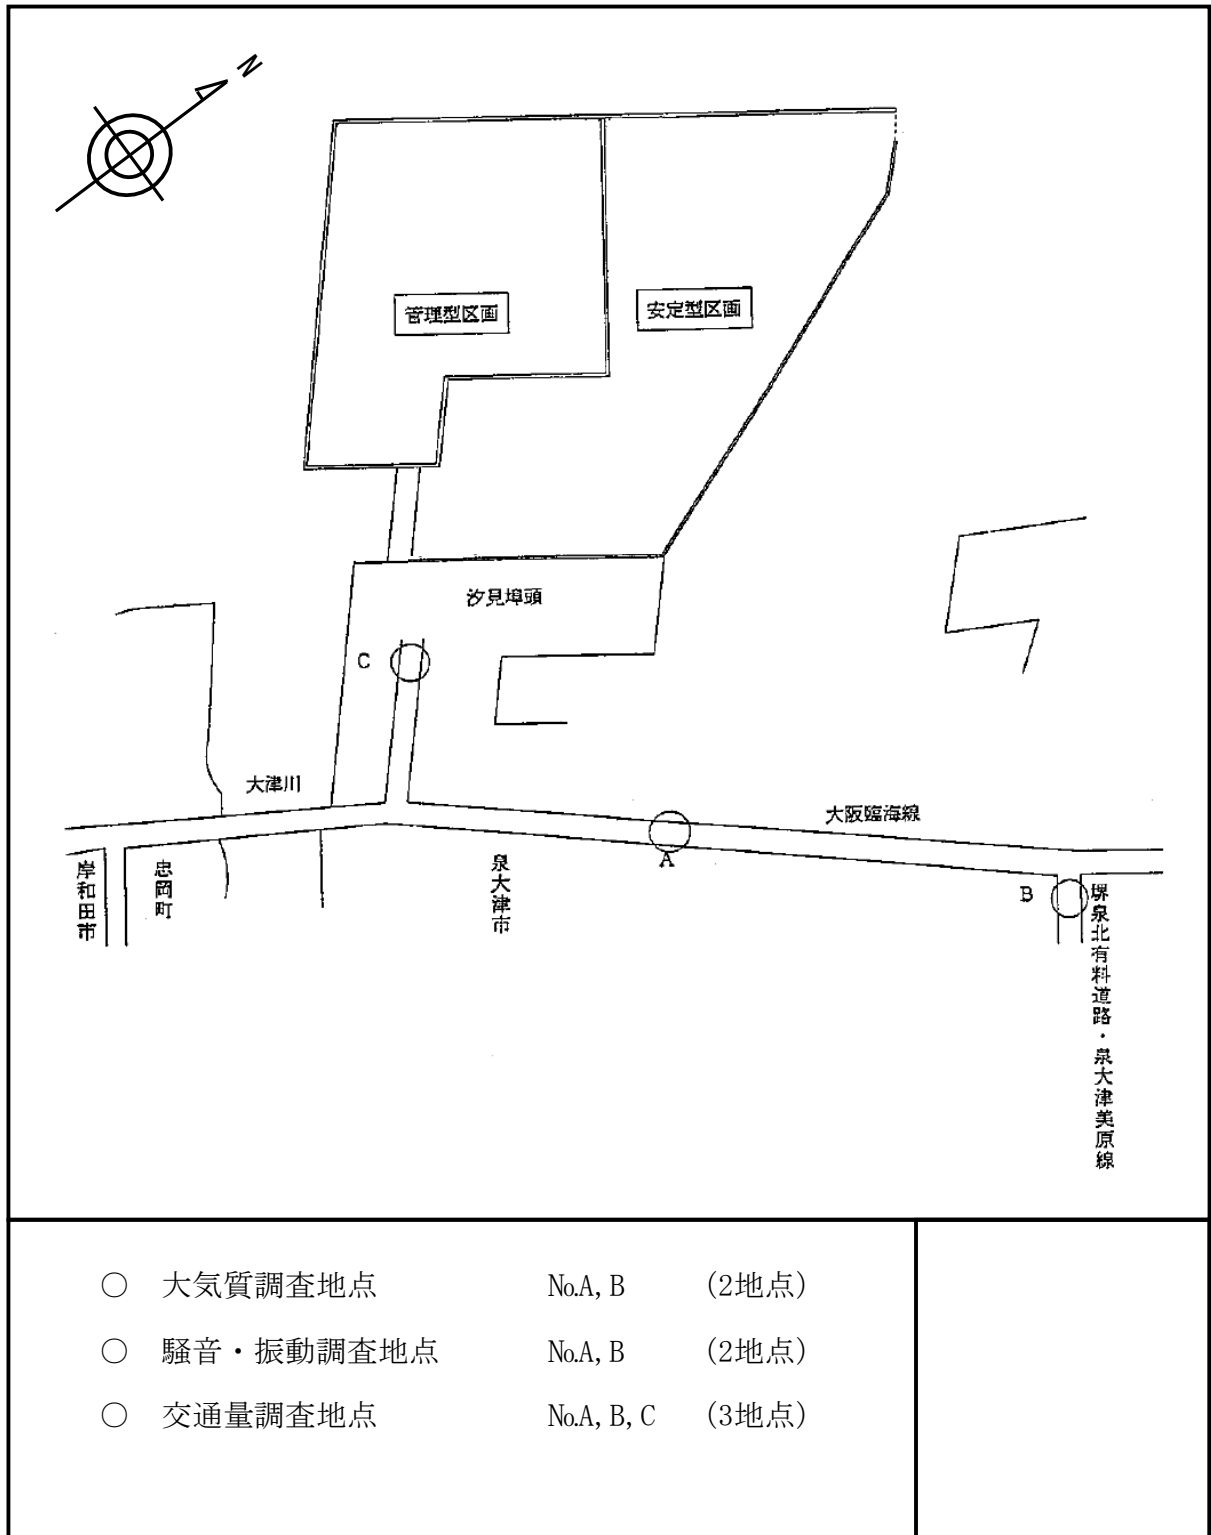 N
管理型区画
安定型区画
汐見埠頭
C
大津川
大阪臨海線
A
B
岸和田市
忠岡町
泉大津市
堺泉北有料道路・泉大津美原線
○ 大気質調査地点 №A, B (2地点)
○ 騒音・振動調査地点 №A, B (2地点)
○ 交通量調査地点 №A, B, C (3地点)